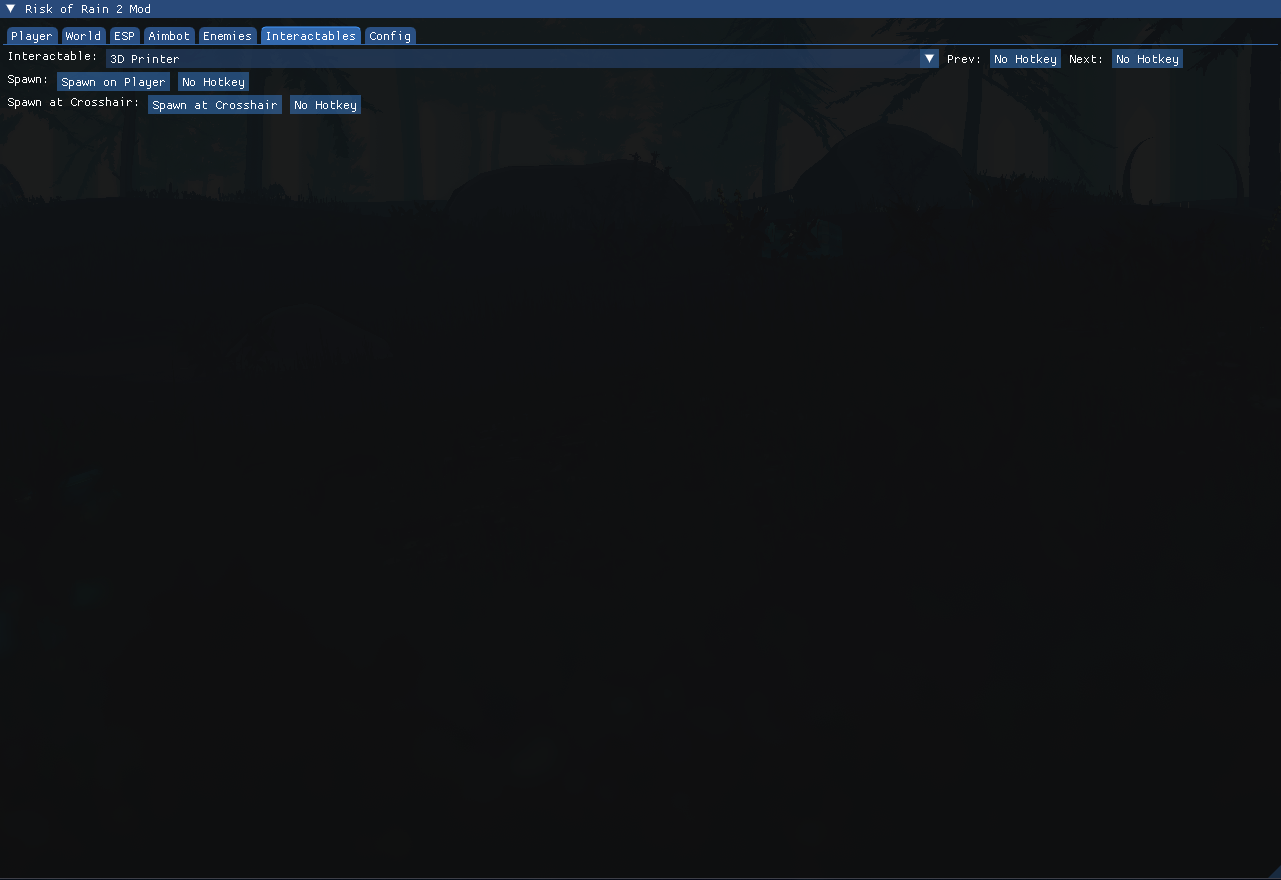 Risk of Rain 2 Mod
Player World ESP Aimbot Enemies Interactables Config
Interactable: 3D Printer Prev: No Hotkey Next: No Hotkey
Spawn: Spawn on Player No Hotkey
Spawn at Crosshair: Spawn at Crosshair No Hotkey